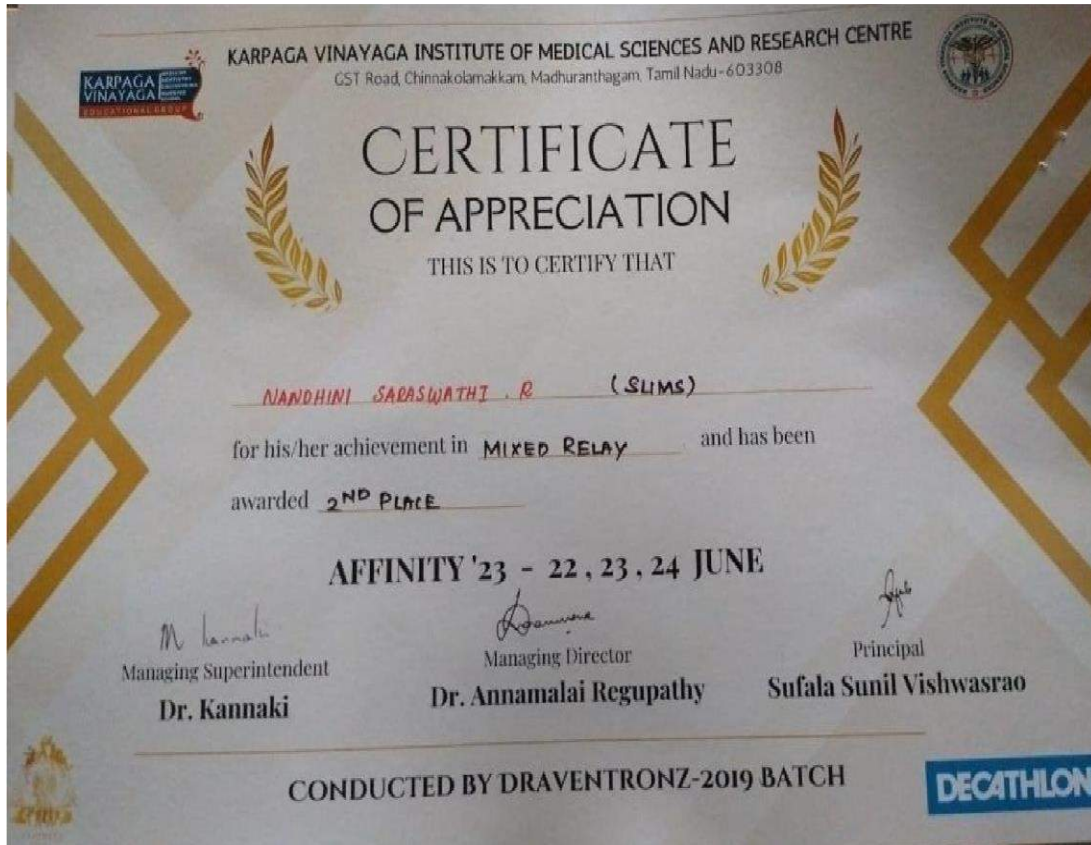 KARPAGA VINAYAGA INSTITUTE OF MEDICAL SCIENCES AND RESEARCH CENTRE
GST Road, Chinnakolamakkam, Madhuranthagam, Tamil Nadu-603308
KARPAGA
VINAYAGA
EDUCATIONAL GROUP
CERTIFICATE
OF APPRECIATION
THIS IS TO CERTIFY THAT
NANDHINI SARASWATHI . R (SLIMS)
for his/her achievement in MIXED RELAY and has been
awarded 2ND PLACE
AFFINITY '23 - 22, 23, 24 JUNE
M Kannaki
Managing Superintendent
Dr. Kannaki
Managing Director
Dr. Annamalai Regupathy
Principal
Sufala Sunil Vishwasrao
CONDUCTED BY DRAVENTRONZ-2019 BATCH
DECATHLON